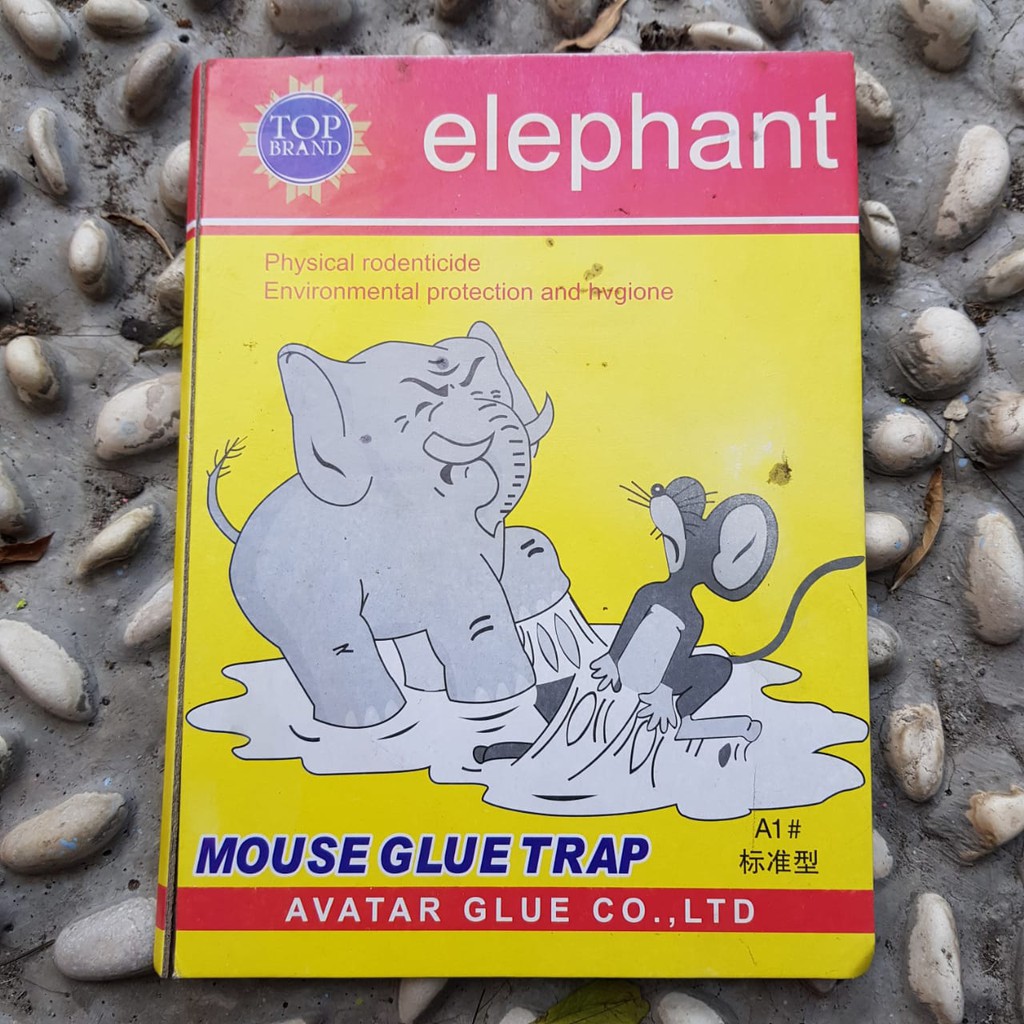 TOP
BRAND
elephant
Physical rodenticide
Environmental protection and hvgione
MOUSE GLUE TRAP
A1#
标准型
AVATAR GLUE CO.,LTD